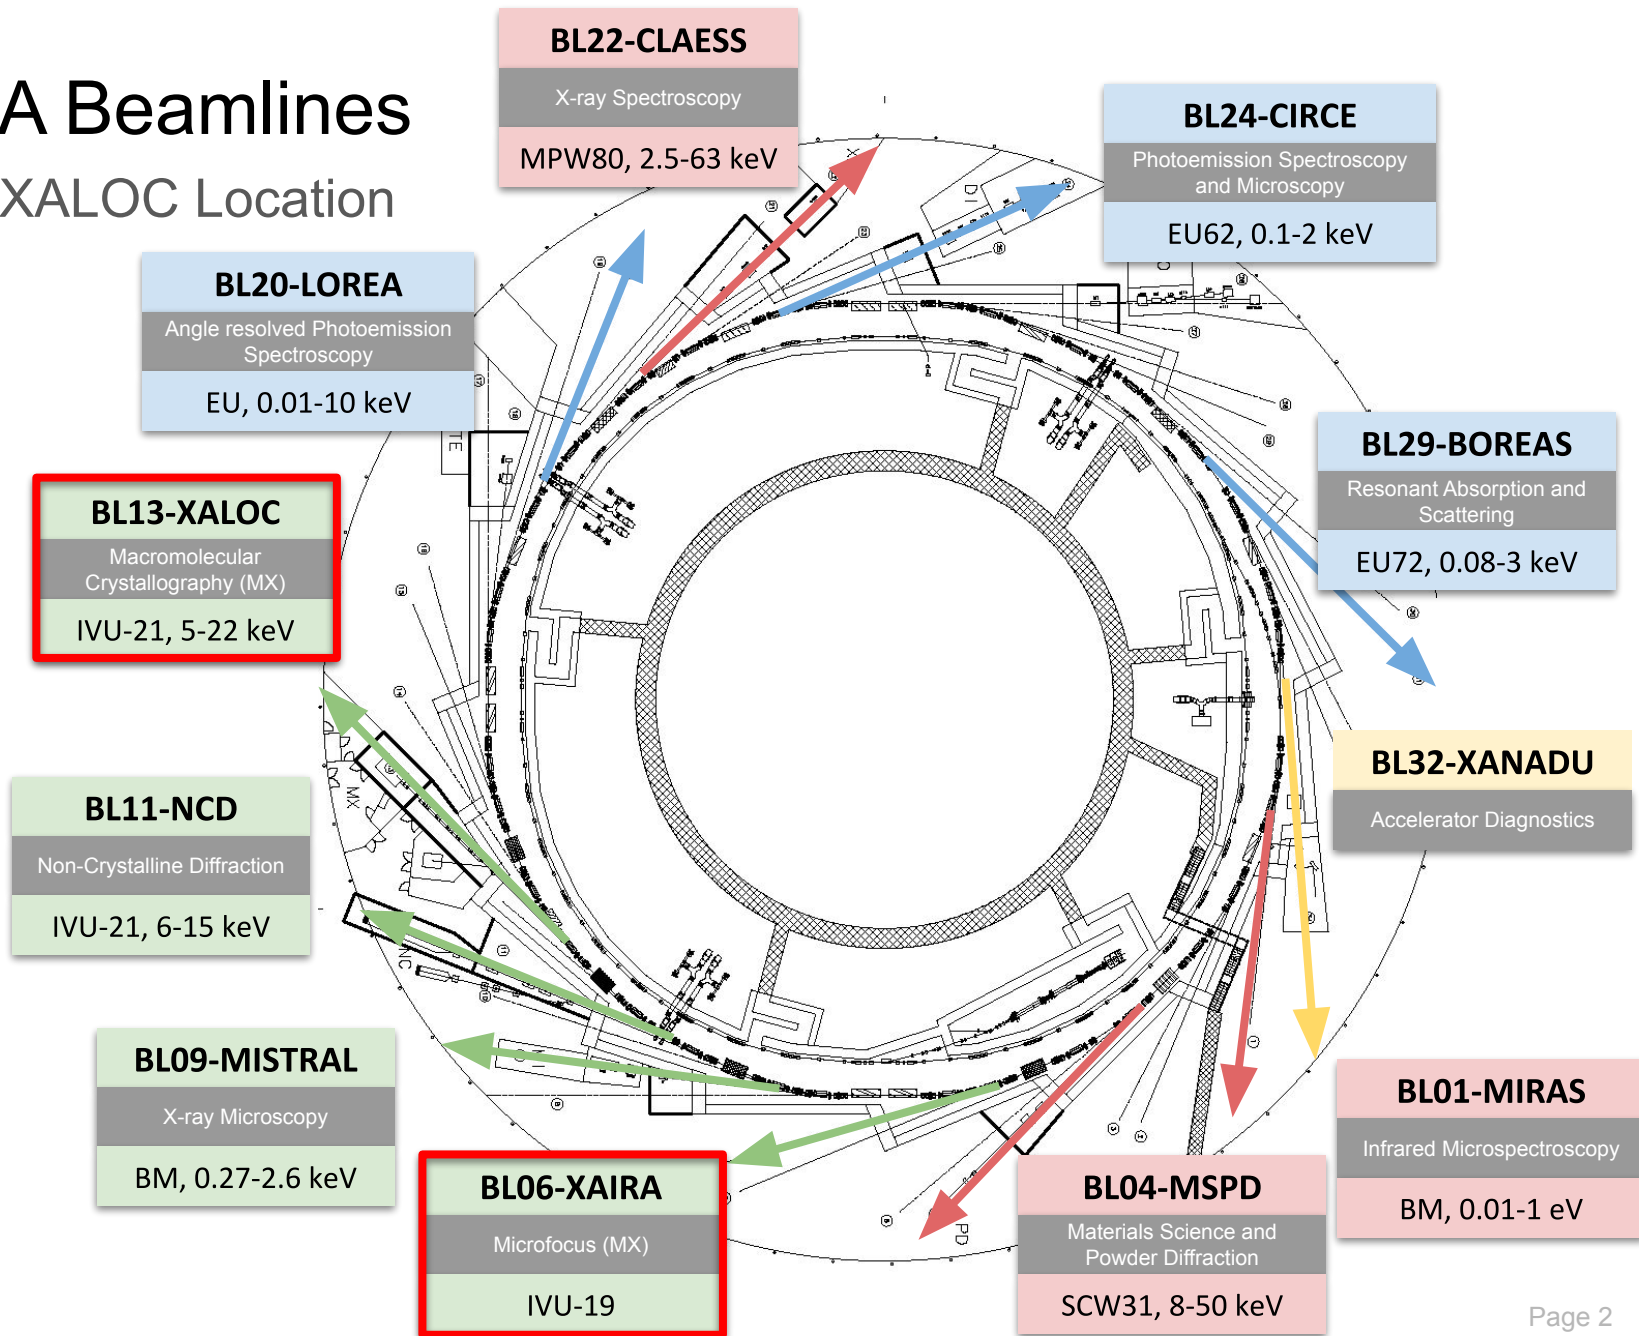 A Beamlines
XALOC Location
BL22-CLAESS
X-ray Spectroscopy
MPW80, 2.5-63 keV
BL24-CIRCE
Photoemission Spectroscopy
and Microscopy
EU62, 0.1-2 keV
BL20-LOREA
Angle resolved Photoemission
Spectroscopy
EU, 0.01-10 keV
BL29-BOREAS
Resonant Absorption and
Scattering
EU72, 0.08-3 keV
BL13-XALOC
Macromolecular
Crystallography (MX)
IVU-21, 5-22 keV
BL32-XANADU
Accelerator Diagnostics
MX
BL11-NCD
Non-Crystalline Diffraction
IVU-21, 6-15 keV
BL09-MISTRAL
X-ray Microscopy
BM, 0.27-2.6 keV
BL01-MIRAS
Infrared Microspectroscopy
BM, 0.01-1 eV
BL06-XAIRA
Microfocus (MX)
IVU-19
PD
BL04-MSPD
Materials Science and
Powder Diffraction
SCW31, 8-50 keV
Page 2